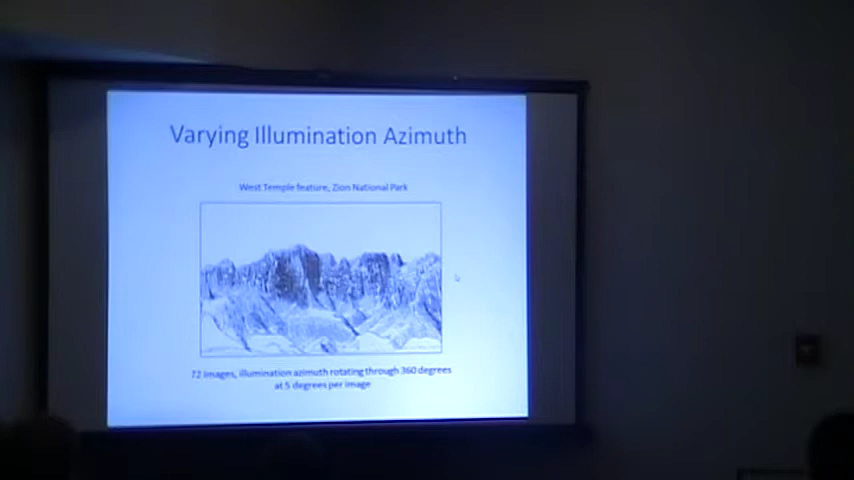 Varying Illumination Azimuth
West Temple feature, Zion National Park
72 images, illumination azimuth rotating through 360 degrees
at 5 degrees per image